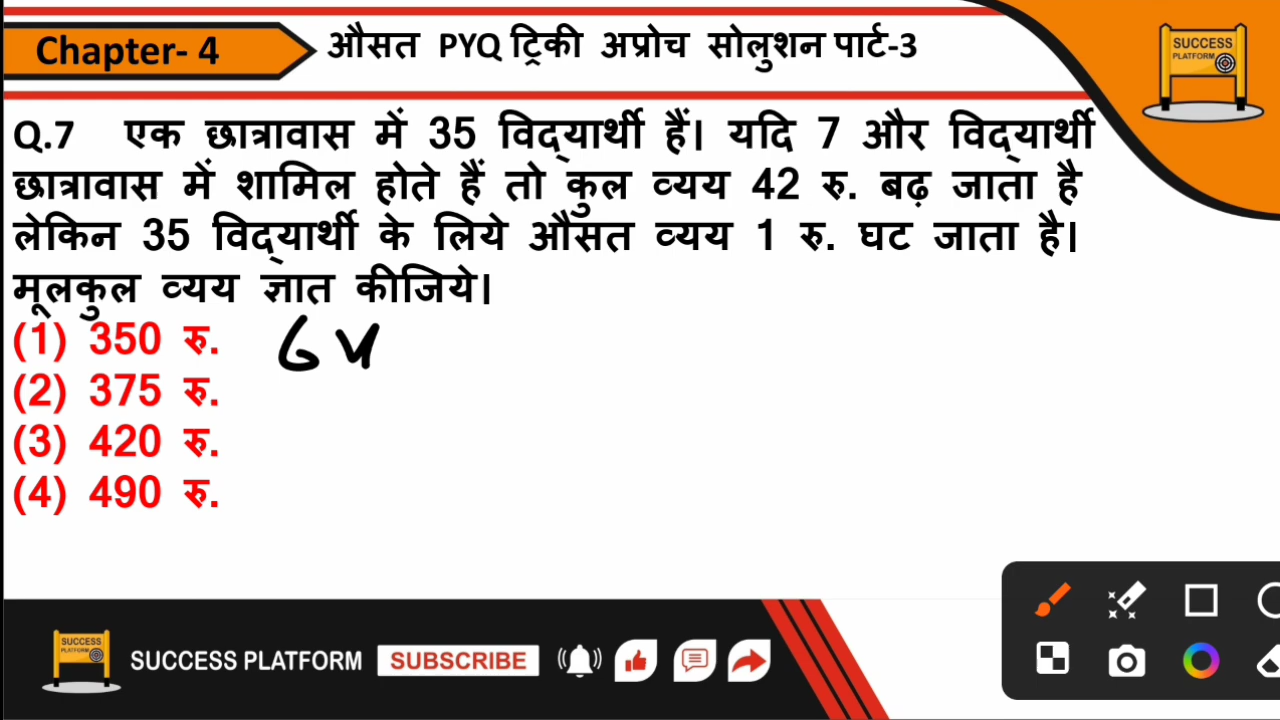 Chapter- 4
औसत PYQ ट्रिकी अप्रोच सोलुशन पार्ट-3
SUCCESS
PLATFORM
Q.7 एक छात्रावास में 35 विद्यार्थी हैं। यदि 7 और विद्यार्थी
छात्रावास में शामिल होते हैं तो कुल व्यय 42 रु. बढ़ जाता है
लेकिन 35 विद्यार्थी के लिये औसत व्यय 1 रु. घट जाता है।
मूलकुल व्यय ज्ञात कीजिये।
(1) 350 रु.
(2) 375 रु.
(3) 420 रु.
(4) 490 रु.
SUCCESS
PLATFORM
SUCCESS PLATFORM
SUBSCRIBE